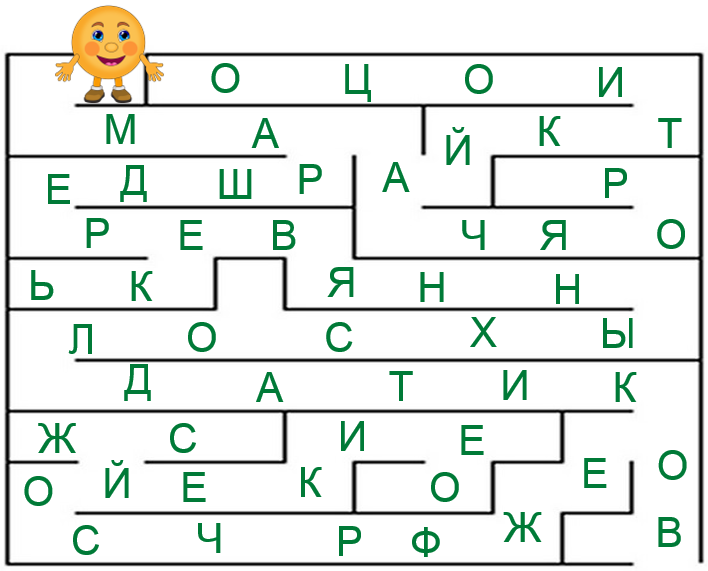 О Ц О И
М А Й К Т
Е Д Ш Р А Р
Р Е В Ч Я О
Ь К Я Н Н
Л О С Х Ы
Д А Т И К
Ж С И Е
О Й Е К О Е О
С Ч Р Ф Ж В